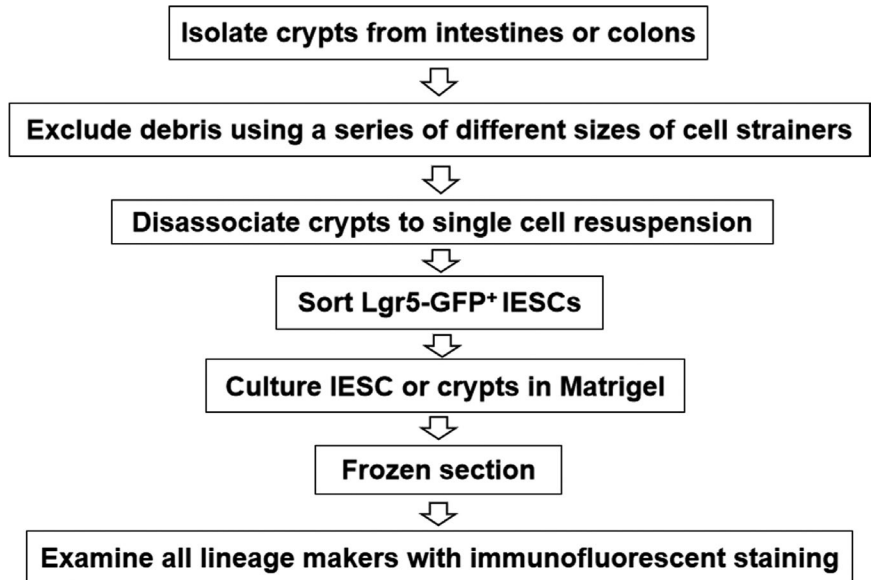 Isolate crypts from intestines or colons
Exclude debris using a series of different sizes of cell strainers
Disassociate crypts to single cell resuspension
Sort Lgr5-GFP⁺ IESCs
Culture IESC or crypts in Matrigel
Frozen section
Examine all lineage makers with immunofluorescent staining